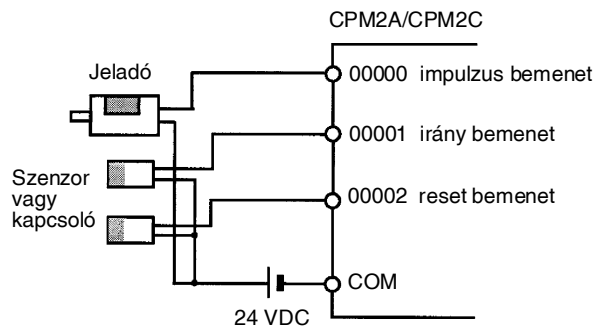 CPM2A/CPM2C
Jeladó
00000 impulzus bemenet
00001 irány bemenet
Szenzor
vagy
kapcsoló
00002 reset bemenet
COM
24 VDC